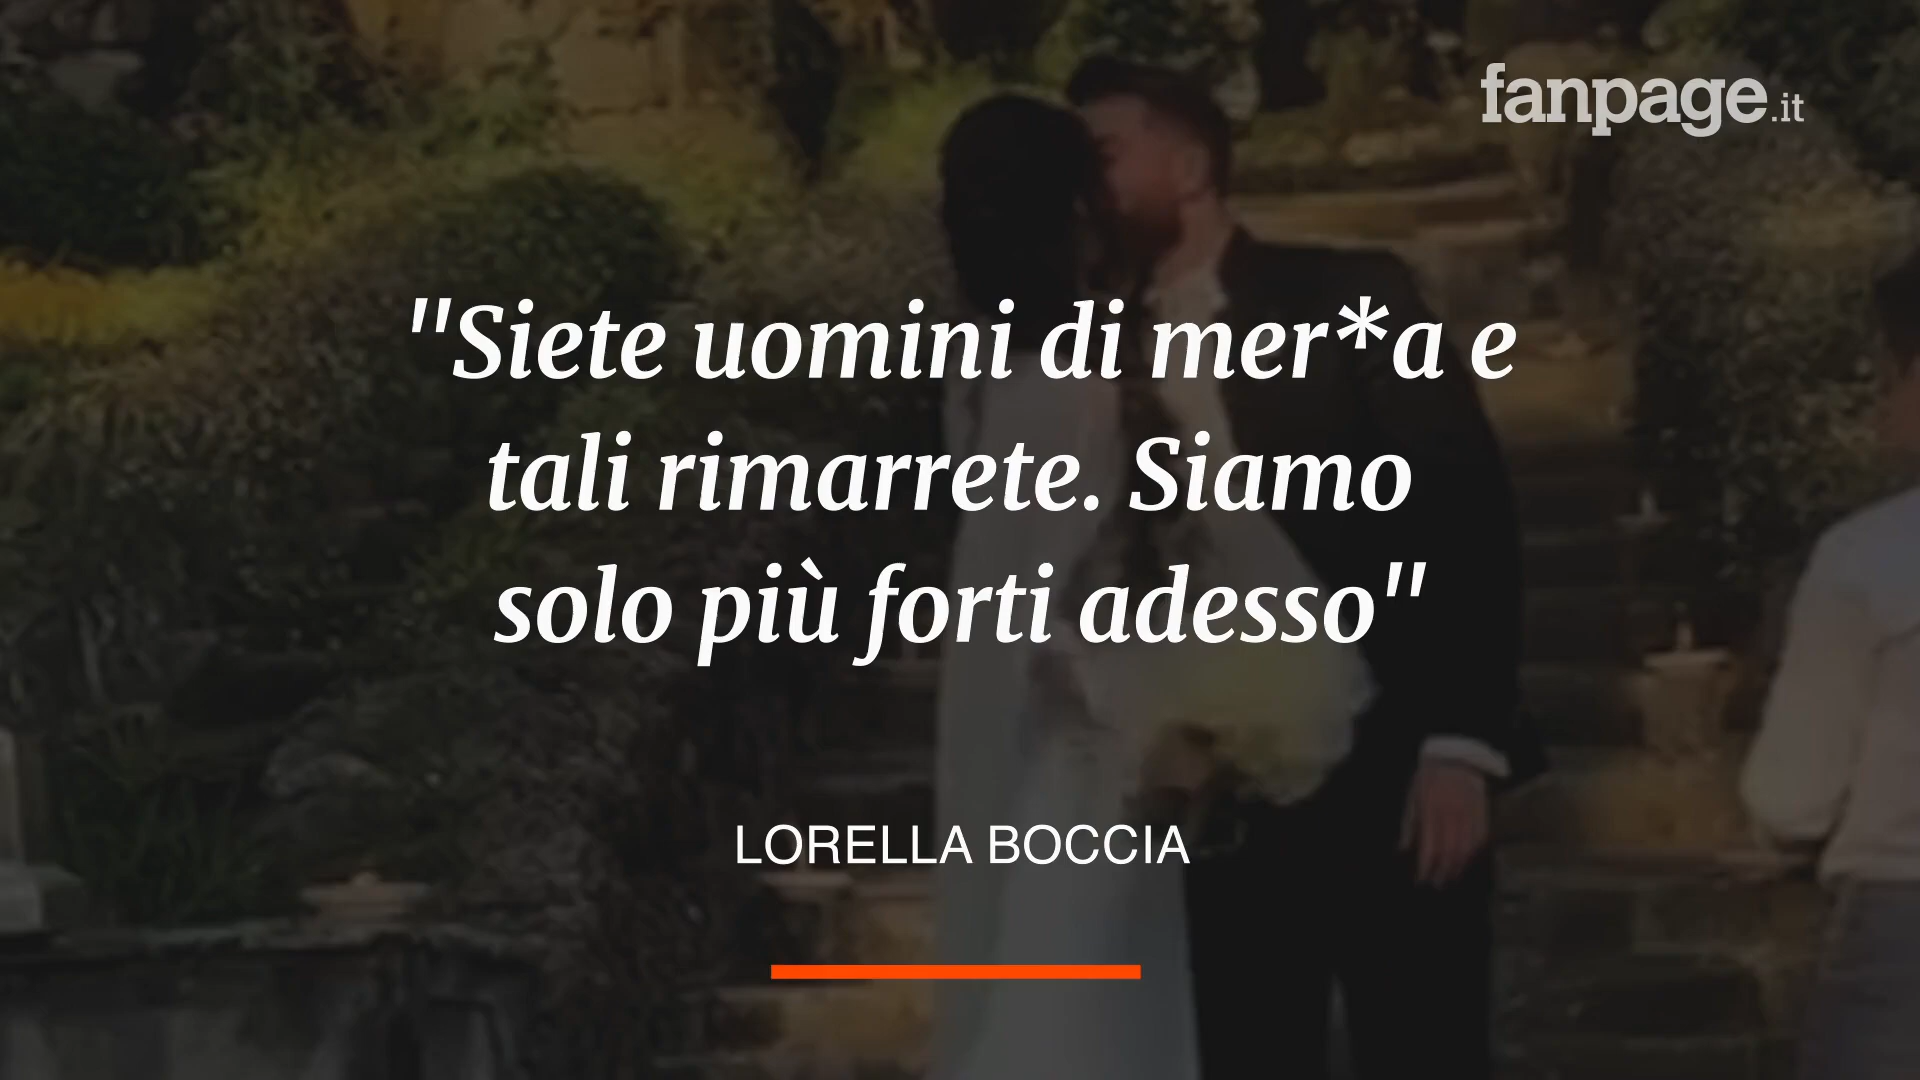 fanpage.it
"Siete uomini di mer*a e
tali rimarrete. Siamo
solo più forti adesso"
LORELLA BOCCIA